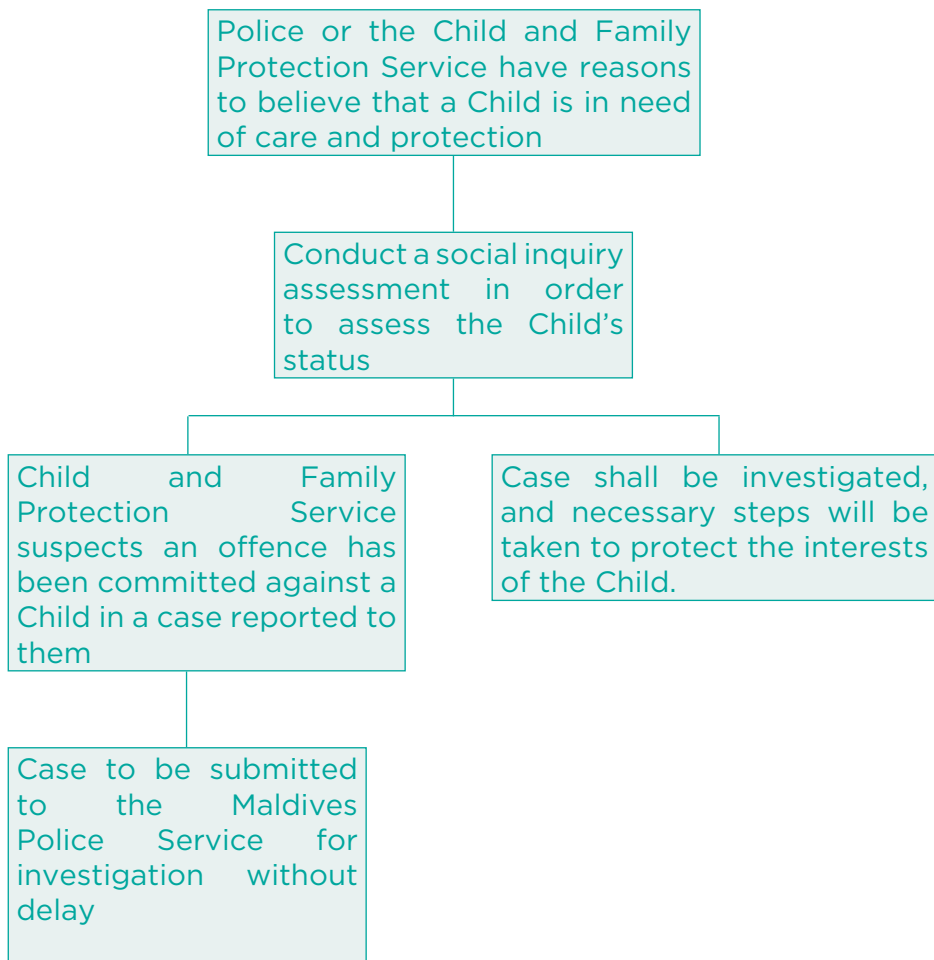 Police or the Child and Family
Protection Service have reasons
to believe that a Child is in need
of care and protection
Conduct a social inquiry
assessment in order
to assess the Child’s
status
Child and Family
Protection Service
suspects an offence has
been committed against a
Child in a case reported to
them
Case shall be investigated,
and necessary steps will be
taken to protect the interests
of the Child.
Case to be submitted
to the Maldives
Police Service for
investigation without
delay